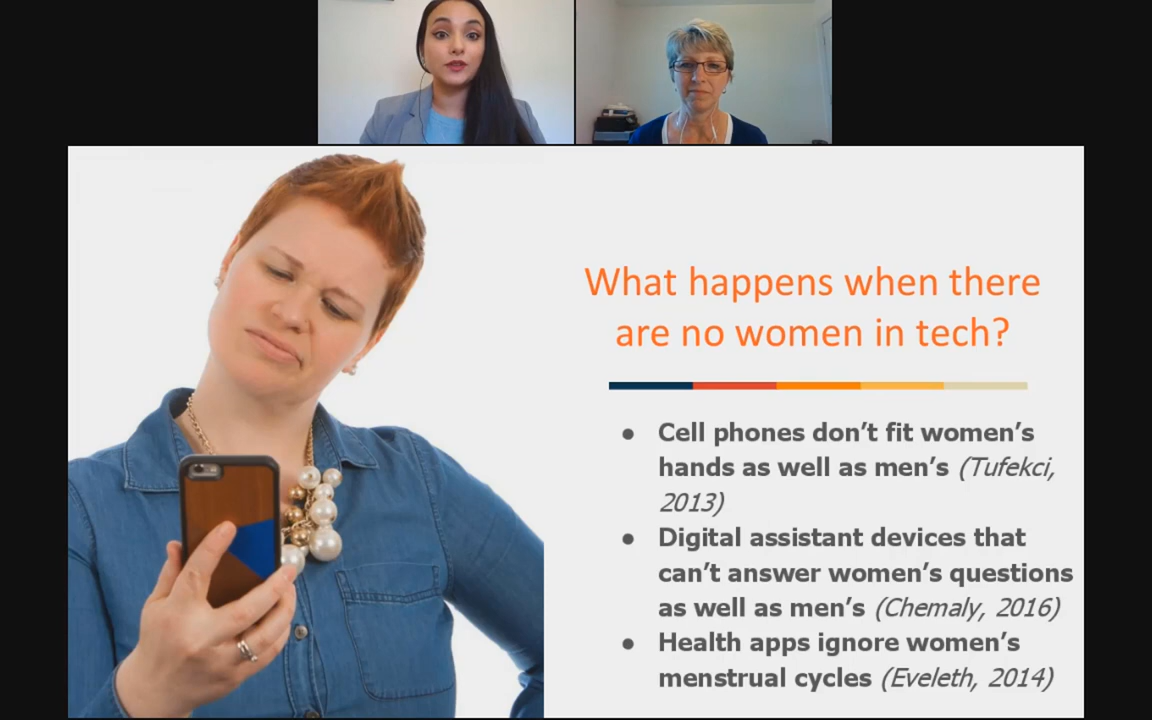 What happens when there
are no women in tech?
● Cell phones don’t fit women’s
hands as well as men’s (Tufekci,
2013)
● Digital assistant devices that
can’t answer women’s questions
as well as men’s (Chemaly, 2016)
● Health apps ignore women’s
menstrual cycles (Eveleth, 2014)